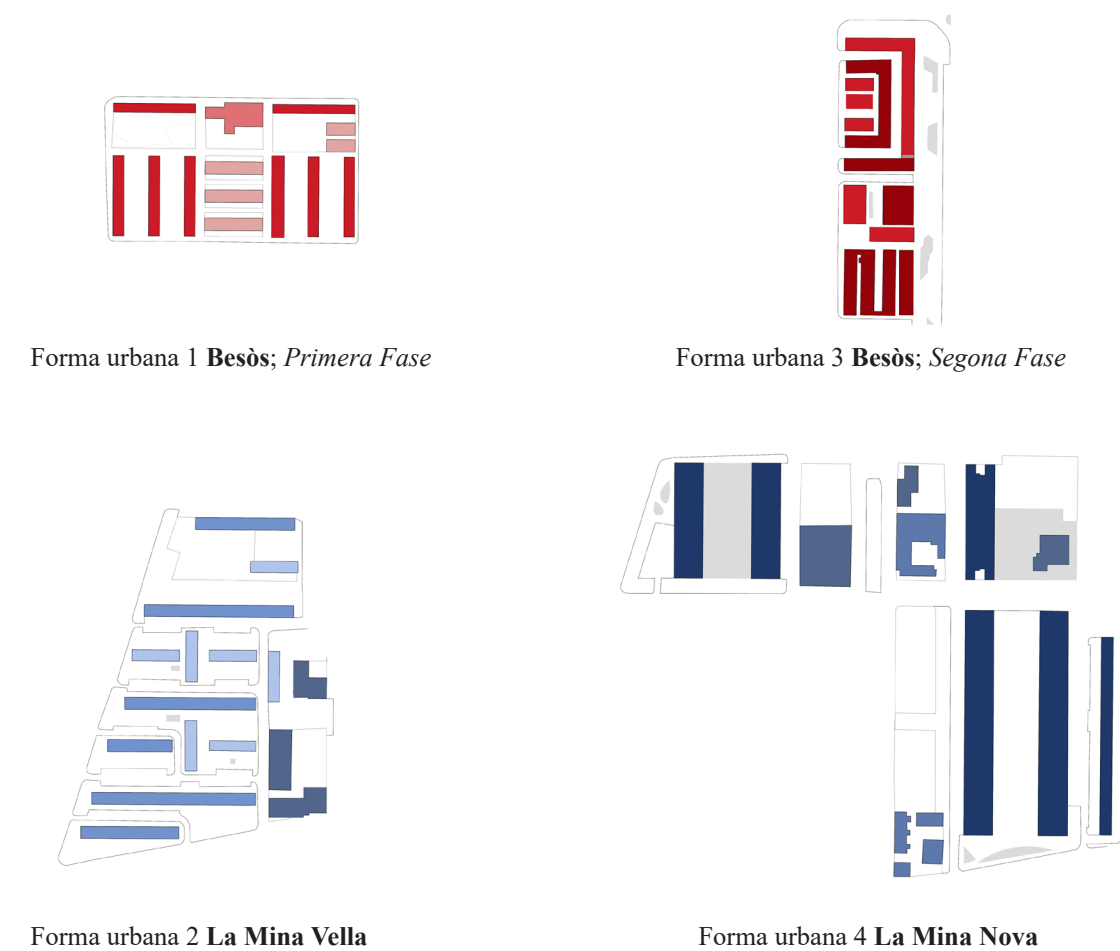 Forma urbana 1 Besòs; Primera Fase
Forma urbana 3 Besòs; Segona Fase
Forma urbana 2 La Mina Vella
Forma urbana 4 La Mina Nova